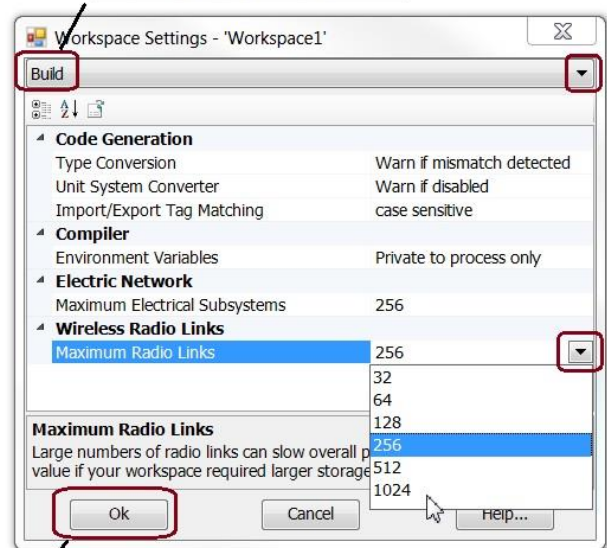 Workspace Settings - 'Workspace1'
Build
Code Generation
Type Conversion Warn if mismatch detected
Unit System Converter Warn if disabled
Import/Export Tag Matching case sensitive
Compiler
Environment Variables Private to process only
Electric Network
Maximum Electrical Subsystems 256
Wireless Radio Links
Maximum Radio Links 256
32
64
128
256
512
1024
Maximum Radio Links
Large numbers of radio links can slow overall
value if your workspace required larger storage
Ok Cancel Help...